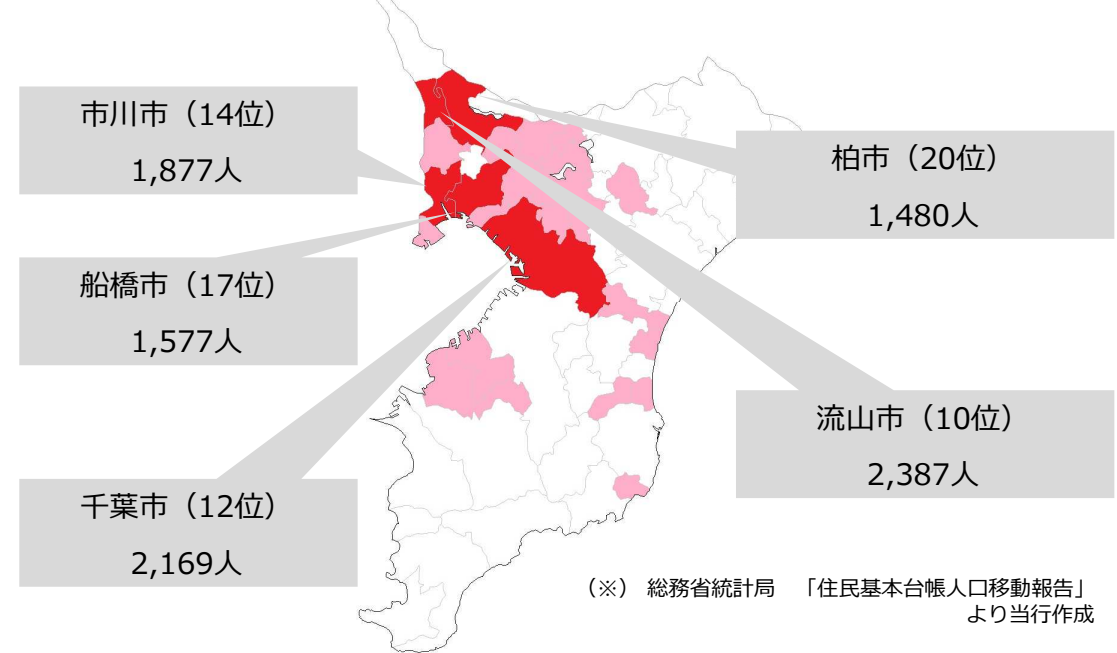 市川市（14位）
1,877人
船橋市（17位）
1,577人
千葉市（12位）
2,169人
柏市（20位）
1,480人
流山市（10位）
2,387人
（※） 総務省統計局 「住民基本台帳人口移動報告」
より当行作成